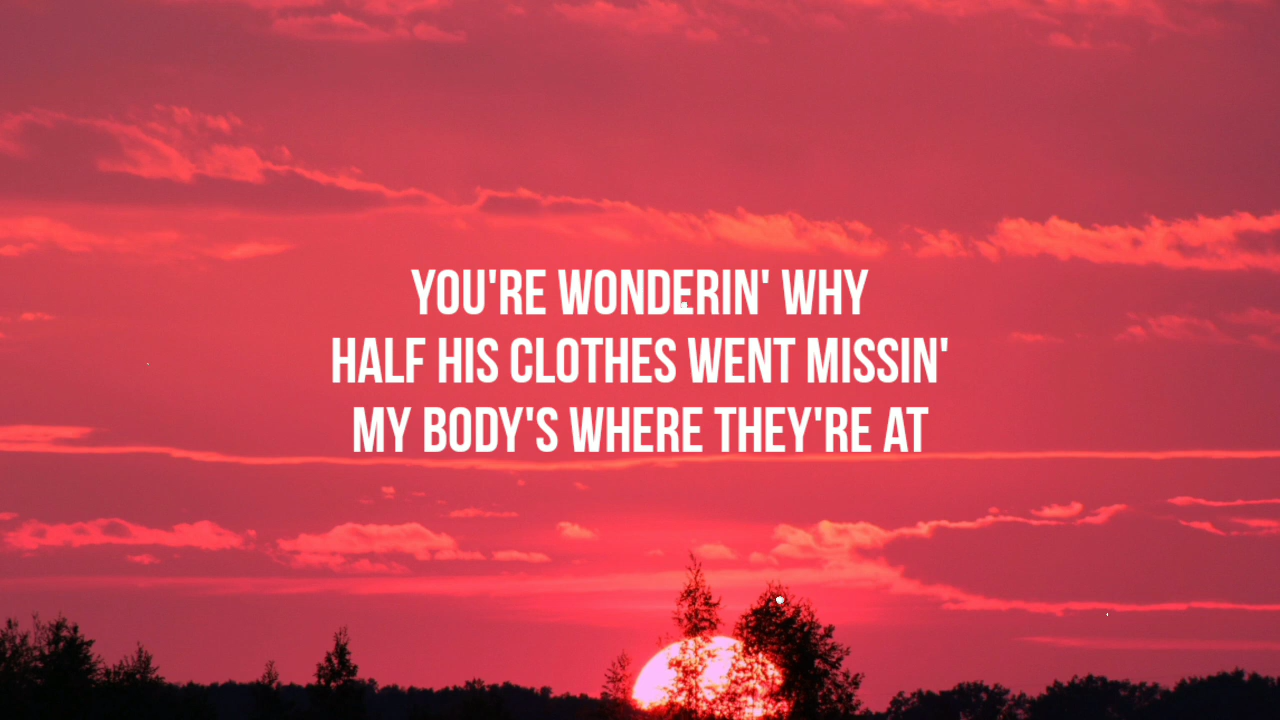 YOU'RE WONDERIN' WHY
HALF HIS CLOTHES WENT MISSIN'
MY BODY'S WHERE THEY'RE AT